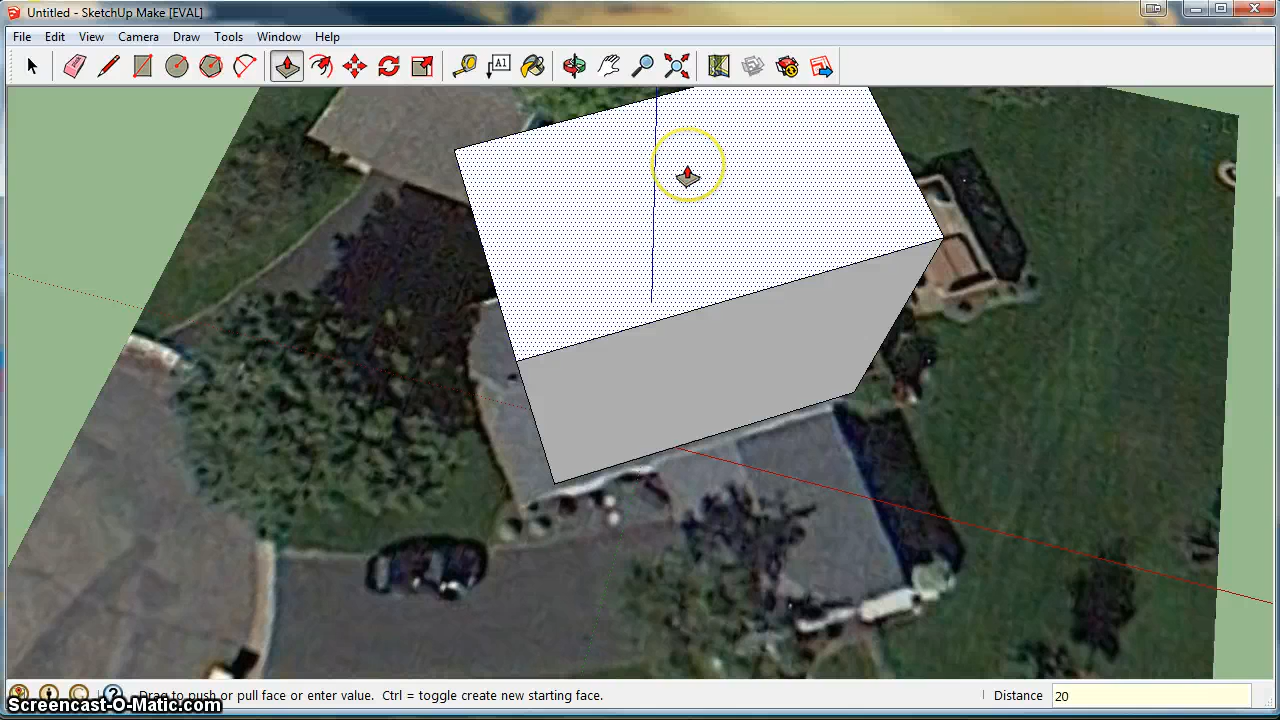 Untitled - SketchUp Make [EVAL]
File Edit View Camera Draw Tools Window Help
A1
Drag to push or pull face or enter value. Ctrl = toggle create new starting face.
Distance 20
Screencast-O-Matic.com